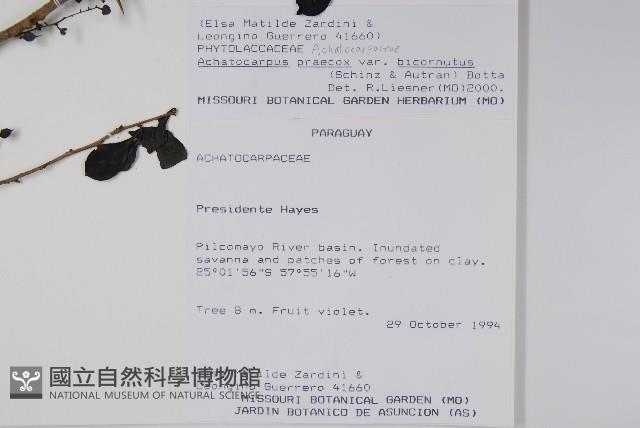 (Elsa Matilde Zardini &
Leongino Guerrero 41660)
PHYTOLACCACEAE Achatocarpaceae
Achatocarpus praecox var. bicornutus
(Schinz & Autran) Botta
Det. R.Liesner(MO)2000.
MISSOURI BOTANICAL GARDEN HERBARIUM (MO)
PARAGUAY
ACHATOCARPACEAE
Presidente Hayes
Pilcomayo River basin. Inundated
savanna and patches of forest on clay.
25°01'56"S 57°55'16"W
Tree 8 m. Fruit violet.
29 October 1994
tilde Zardini &
Leongino Guerrero 41660
MISSOURI BOTANICAL GARDEN (MO)
JARDIN BOTANICO DE ASUNCION (AS)
國立自然科學博物館
NATIONAL MUSEUM OF NATURAL SCIENCE